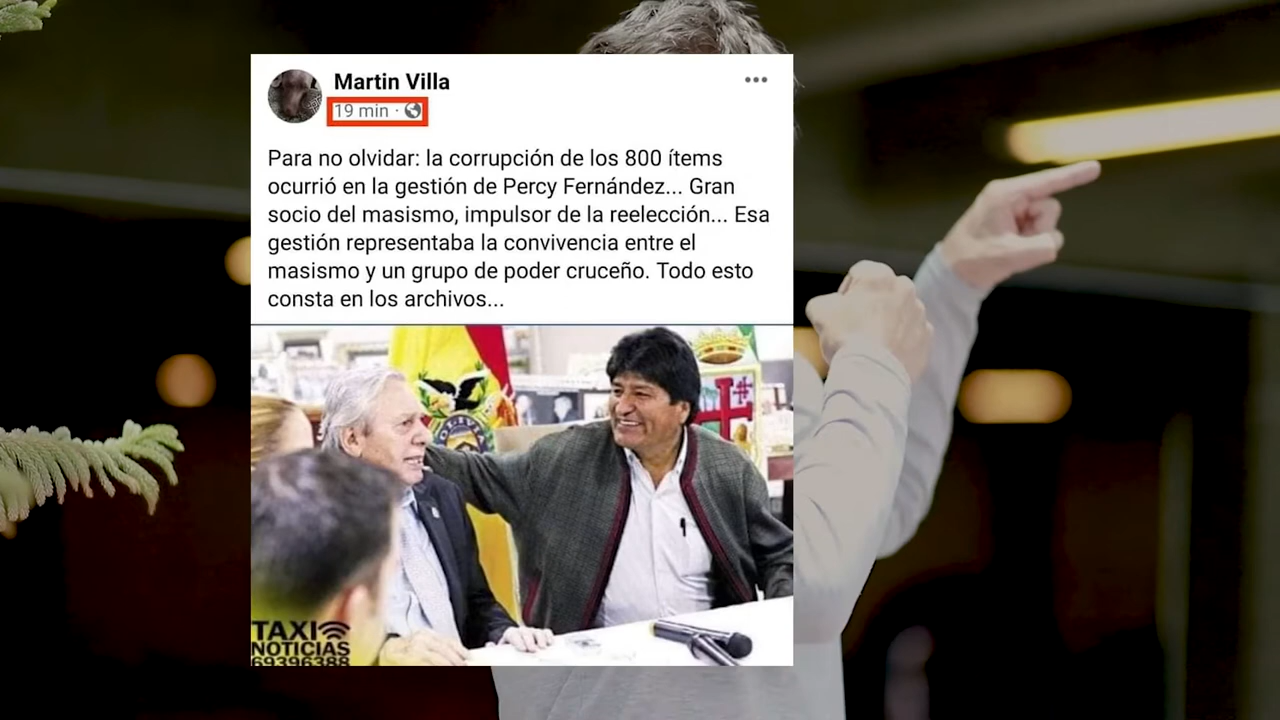 Martin Villa
19 min ·
Para no olvidar: la corrupción de los 800 ítems
ocurrió en la gestión de Percy Fernández... Gran
socio del masismo, impulsor de la reelección... Esa
gestión representaba la convivencia entre el
masismo y un grupo de poder cruceño. Todo esto
consta en los archivos...
TAXI
NOTICIAS
69396388